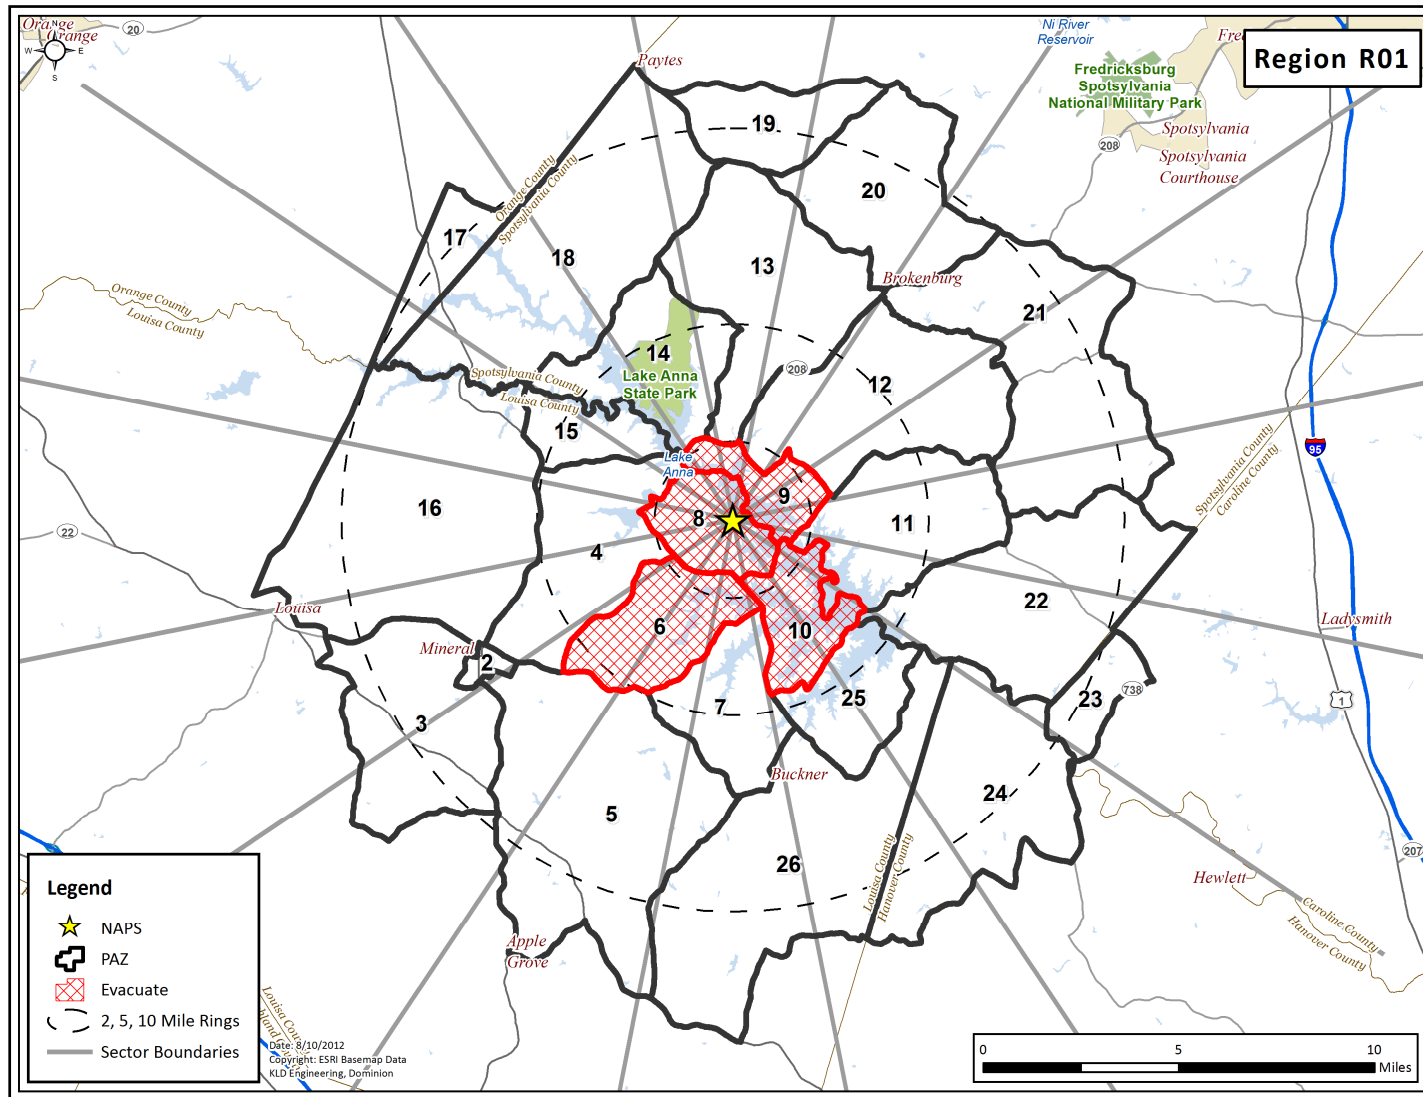 Orange
Orange
N
W
E
S
20
Paytes
Ni River
Reservoir
Region R01
Fredricksburg
Spotsylvania
National Military Park
Spotsylvania
208
Spotsylvania
Courthouse
19
20
Orange County
Spotsylvania County
17
18
13
Brokenburg
21
Orange County
Louisa County
14
208
Lake Anna
State Park
12
Spotsylvania County
Louisa County
15
Lake
Anna
95
Spotsylvania County
Caroline County
9
16
8
11
22
4
Louisa
22
Ladysmith
6
10
Mineral
2
738
23
1
3
7
25
Buckner
24
5
207
26
Louisa County
Hanover County
Hewlett
Caroline County
Hanover County
Apple
Grove
Legend
NAPS
PAZ
Evacuate
2, 5, 10 Mile Rings
Sector Boundaries
Louisa County
Date: 8/10/2012
Copyright: ESRI Basemap Data
KLD Engineering, Dominion
0
5
10
Miles